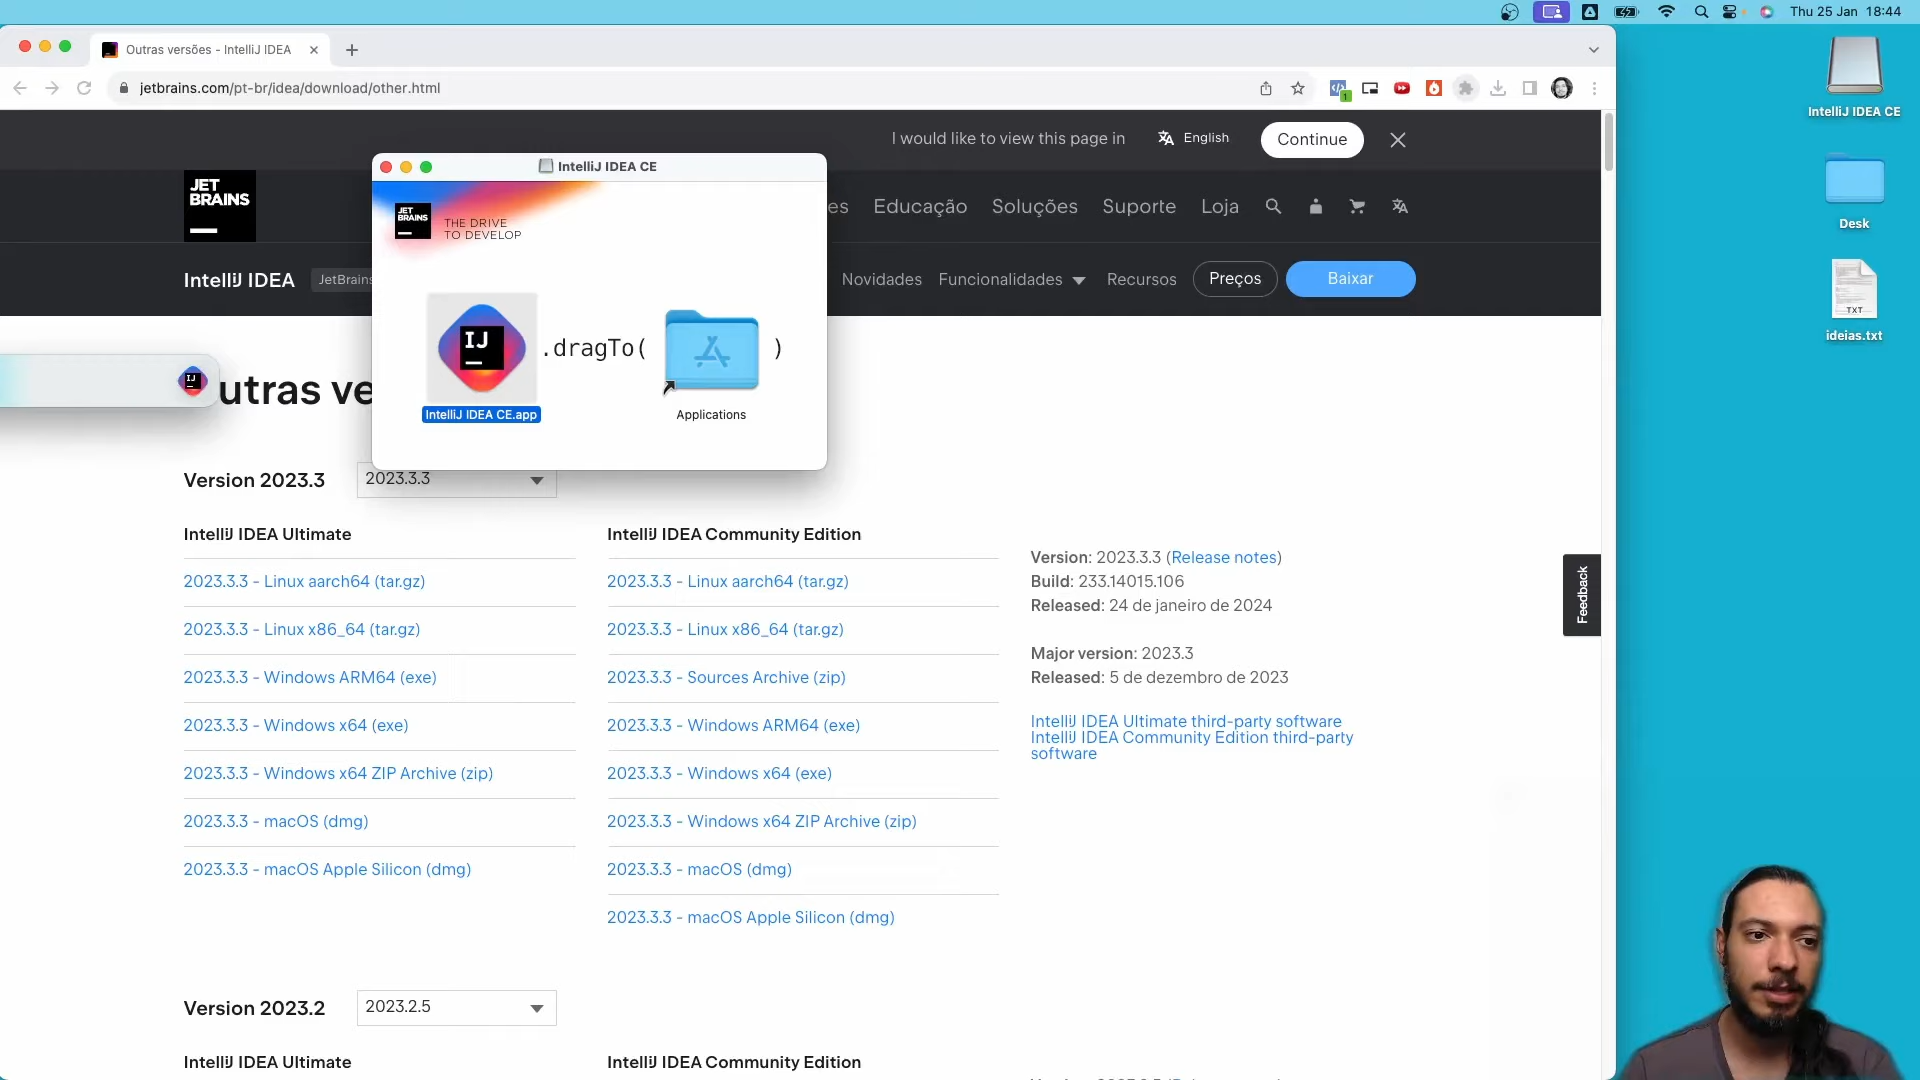 Thu 25 Jan 18:44
Outras versões - IntelliJ IDEA
jetbrains.com/pt-br/idea/download/other.html
1
IntelliJ IDEA CE
Desk
TXT
ideias.txt
I would like to view this page in
English
Continue
JET
BRAINS
es
Educação
Soluções
Suporte
Loja
IntelliJ IDEA
JetBrains
Novidades
Funcionalidades
Recursos
Preços
Baixar
IntelliJ IDEA CE
JET
BRAINS
THE DRIVE
TO DEVELOP
IJ
.dragTo(
)
IntelliJ IDEA CE.app
Applications
IJ
utras ve
Version 2023.3
2023.3.3
IntelliJ IDEA Ultimate
2023.3.3 - Linux aarch64 (tar.gz)
2023.3.3 - Linux x86_64 (tar.gz)
2023.3.3 - Windows ARM64 (exe)
2023.3.3 - Windows x64 (exe)
2023.3.3 - Windows x64 ZIP Archive (zip)
2023.3.3 - macOS (dmg)
2023.3.3 - macOS Apple Silicon (dmg)
IntelliJ IDEA Community Edition
2023.3.3 - Linux aarch64 (tar.gz)
2023.3.3 - Linux x86_64 (tar.gz)
2023.3.3 - Sources Archive (zip)
2023.3.3 - Windows ARM64 (exe)
2023.3.3 - Windows x64 (exe)
2023.3.3 - Windows x64 ZIP Archive (zip)
2023.3.3 - macOS (dmg)
2023.3.3 - macOS Apple Silicon (dmg)
Version: 2023.3.3 (Release notes)
Build: 233.14015.106
Released: 24 de janeiro de 2024
Major version: 2023.3
Released: 5 de dezembro de 2023
IntelliJ IDEA Ultimate third-party software
IntelliJ IDEA Community Edition third-party
software
Feedback
Version 2023.2
2023.2.5
IntelliJ IDEA Ultimate
IntelliJ IDEA Community Edition